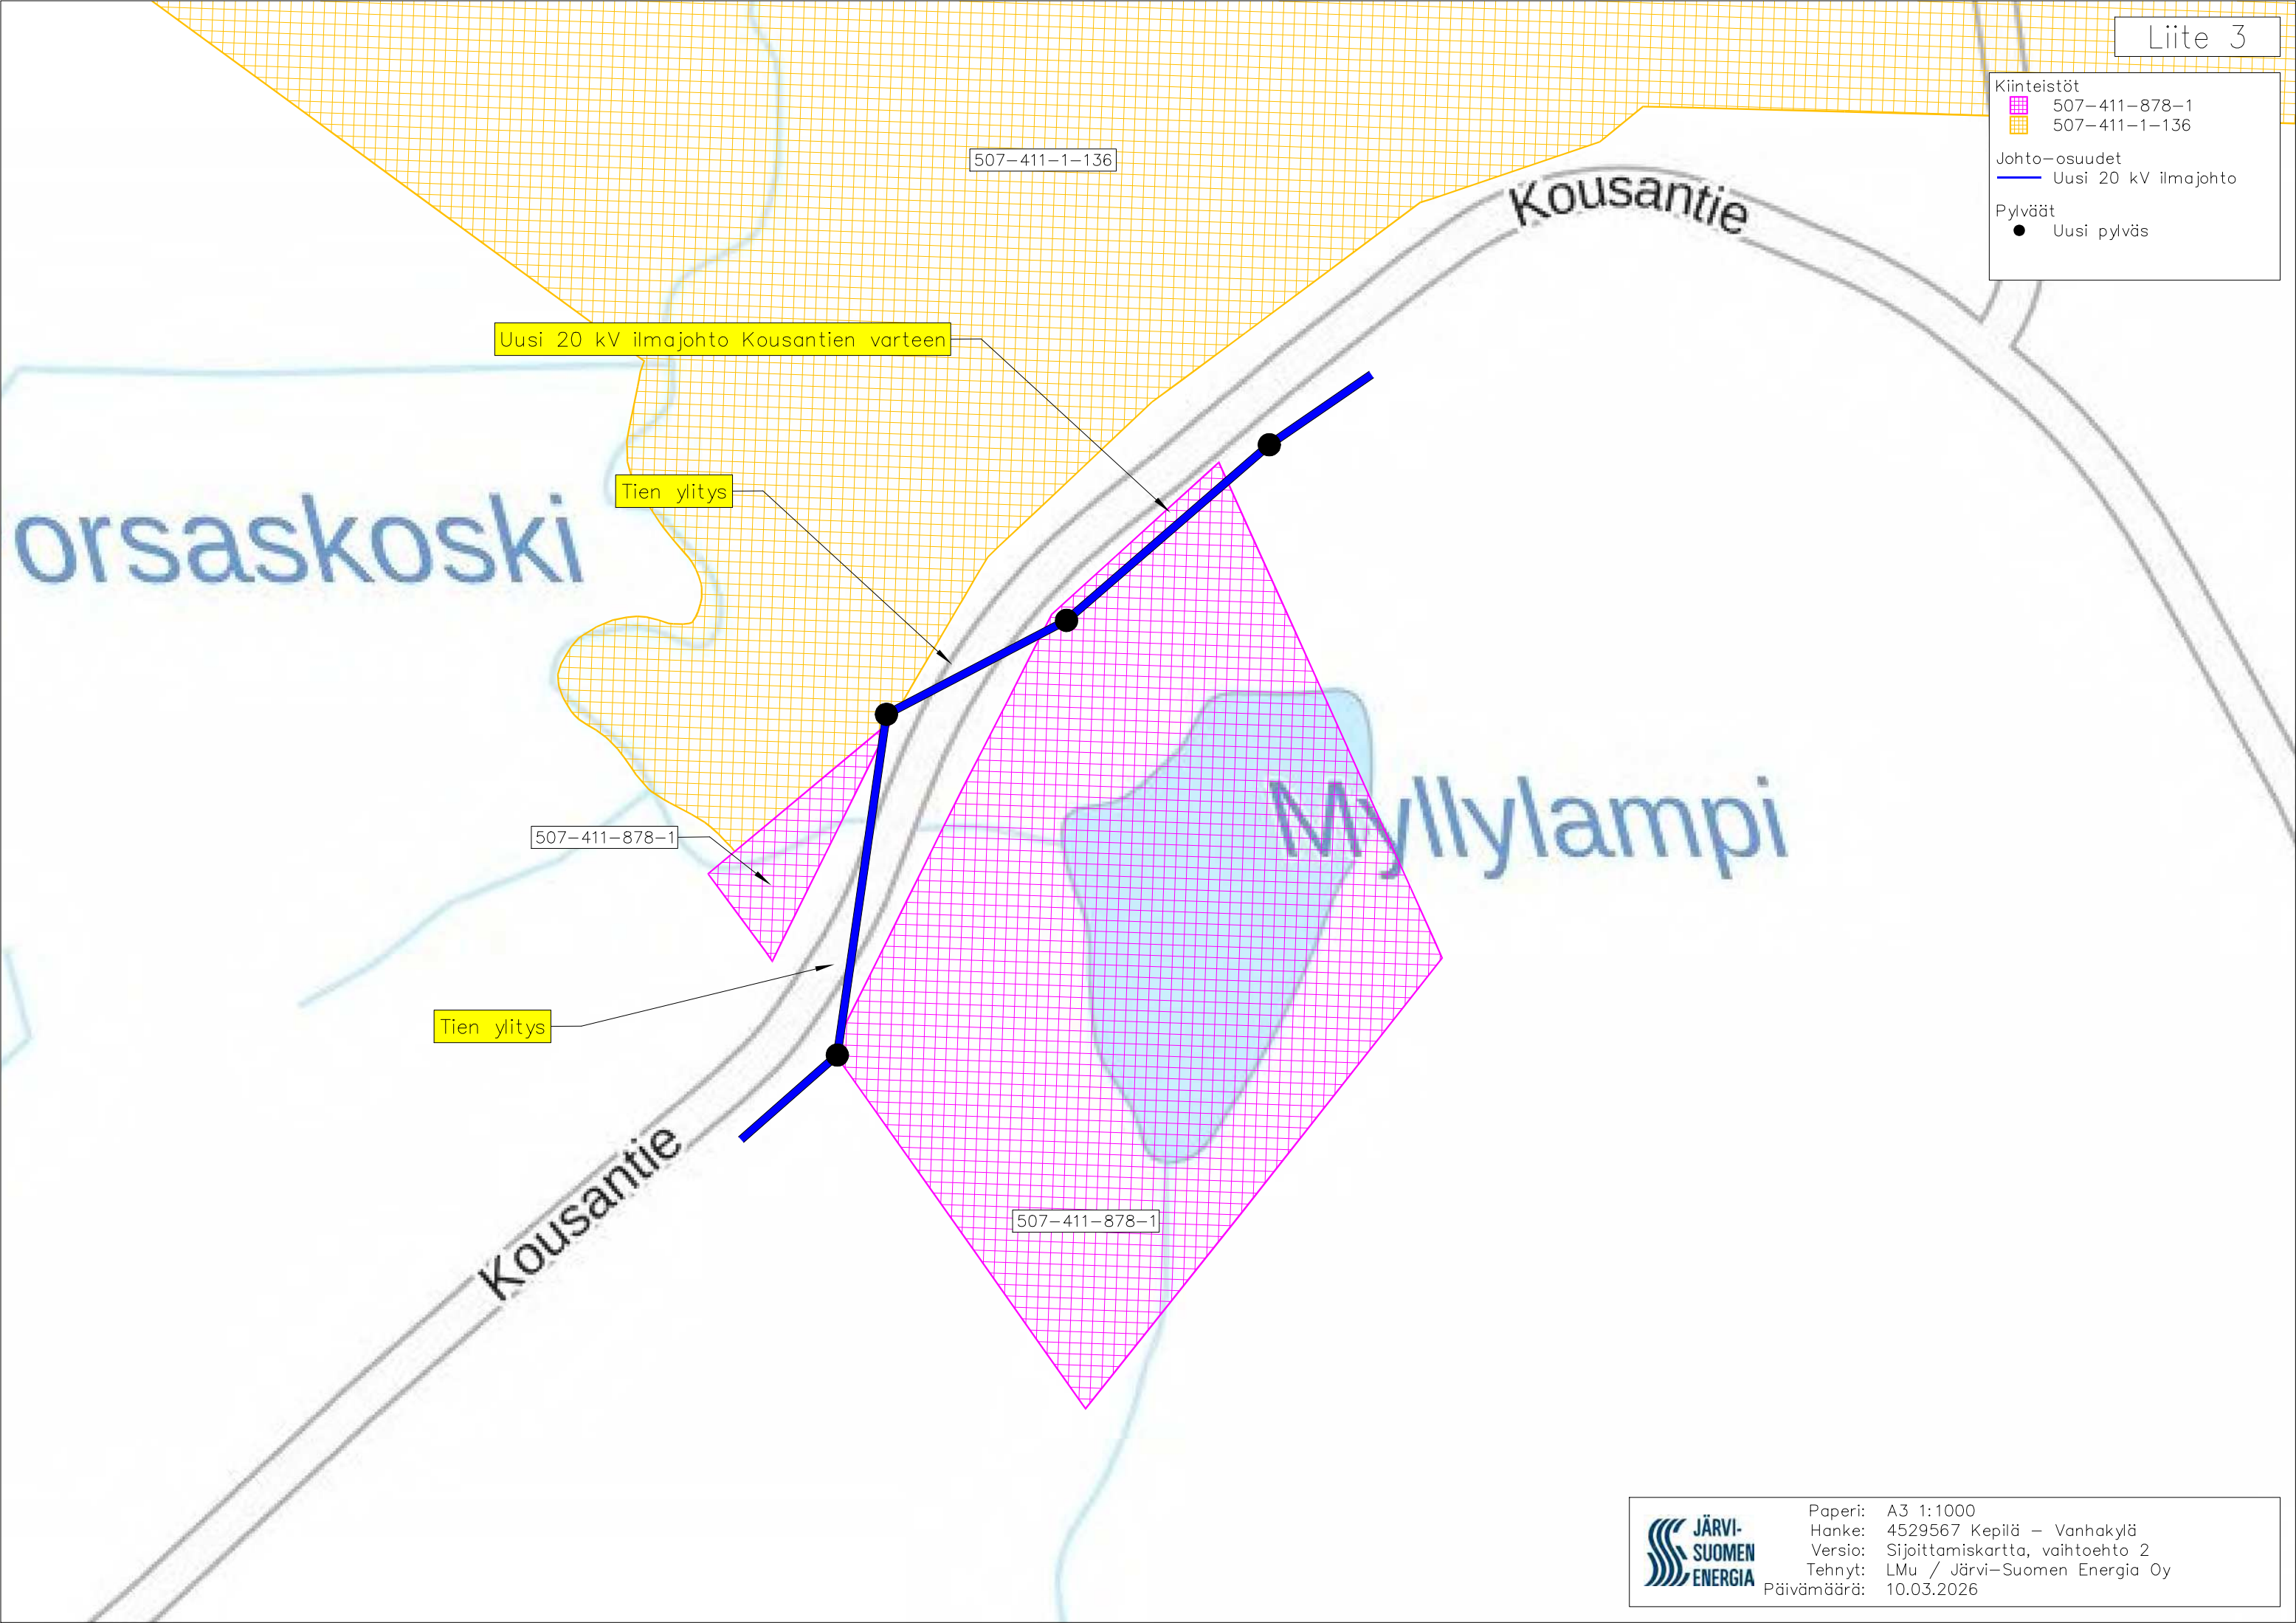 Liite 3
Kiinteistöt
507-411-878-1
507-411-1-136
Johto-osuudet
Uusi 20 kV ilmajohto
Pylväät
Uusi pylväs
507-411-1-136
Kousantie
Uusi 20 kV ilmajohto Kousantien varteen
Tien ylitys
orsaskoski
Myllylampi
507-411-878-1
Tien ylitys
Kousantie
507-411-878-1
JÄRVI-
SUOMEN
ENERGIA
Paperi: A3 1:1000
Hanke: 4529567 Kepilä - Vanhakylä
Versio: Sijoittamiskartta, vaihtoehto 2
Tehnyt: LMu / Järvi-Suomen Energia Oy
Päivämäärä: 10.03.2026